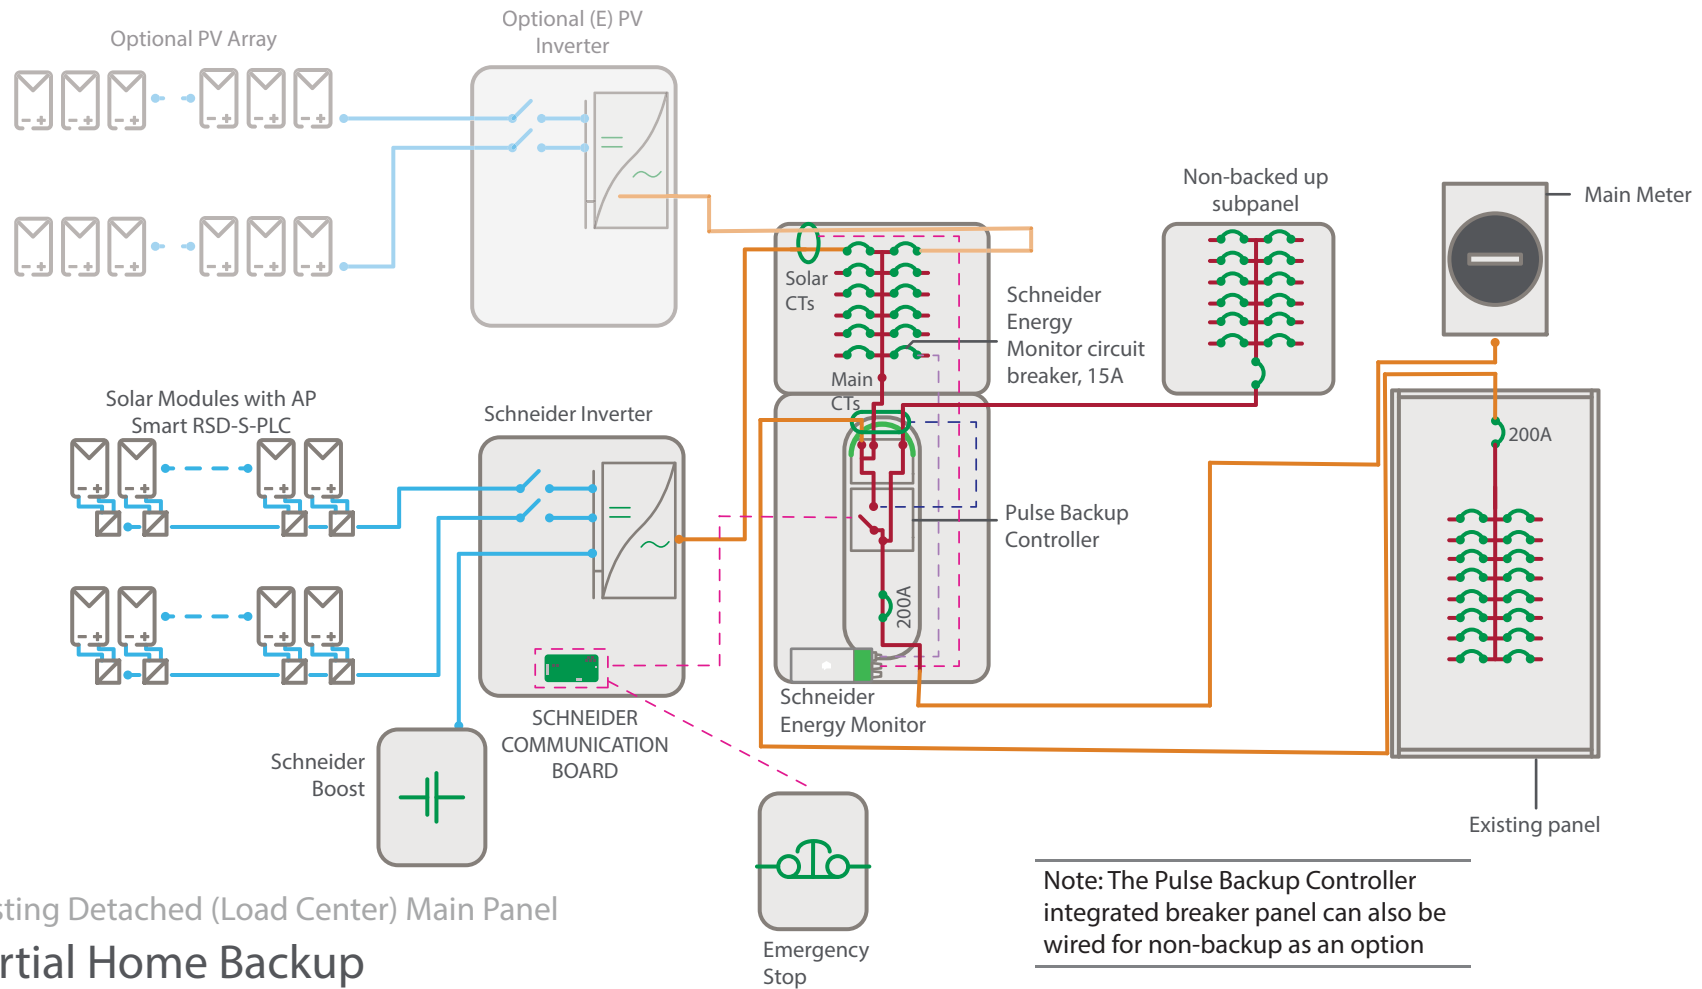 Optional (E) PV
Inverter
Optional PV Array
Non-backed up
subpanel
Main Meter
Solar
CTs
Schneider
Energy
Monitor circuit
breaker, 15A
Main
CTs
Solar Modules with AP
Smart RSD-S-PLC
Schneider Inverter
200A
Pulse Backup
Controller
200A
Schneider
Energy Monitor
SCHNEIDER
COMMUNICATION
BOARD
Schneider
Boost
Existing panel
Note: The Pulse Backup Controller
integrated breaker panel can also be
wired for non-backup as an option
sting Detached (Load Center) Main Panel
rtial Home Backup
Emergency
Stop